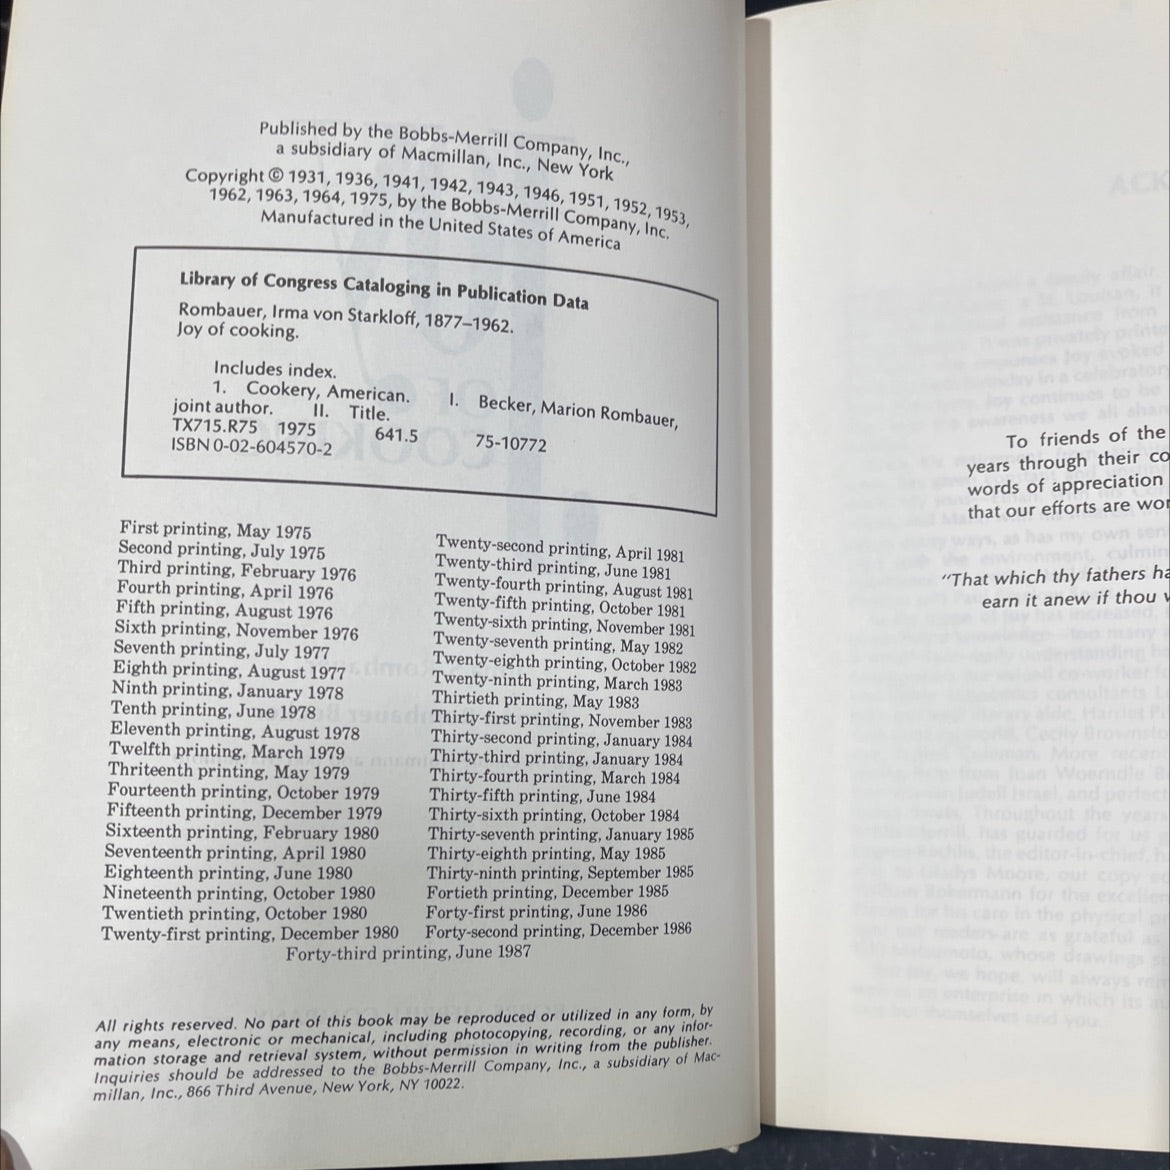 Published by the Bobbs-Merrill Company, Inc.,
a subsidiary of Macmillan, Inc., New York
Copyright © 1931, 1936, 1941, 1942, 1943, 1946, 1951, 1952, 1953,
1962, 1963, 1964, 1975, by the Bobbs-Merrill Company, Inc.
Manufactured in the United States of America
Library of Congress Cataloging in Publication Data
Rombauer, Irma von Starkloff, 1877–1962.
Joy of cooking.
Includes index.
1. Cookery, American. I. Becker, Marion Rombauer,
joint author. II. Title.
TX715.R75 1975 641.5 75-10772
ISBN 0-02-604570-2
First printing, May 1975
Second printing, July 1975
Third printing, February 1976
Fourth printing, April 1976
Fifth printing, August 1976
Sixth printing, November 1976
Seventh printing, July 1977
Eighth printing, August 1977
Ninth printing, January 1978
Tenth printing, June 1978
Eleventh printing, August 1978
Twelfth printing, March 1979
Thriteenth printing, May 1979
Fourteenth printing, October 1979
Fifteenth printing, December 1979
Sixteenth printing, February 1980
Seventeenth printing, April 1980
Eighteenth printing, June 1980
Nineteenth printing, October 1980
Twentieth printing, October 1980
Twenty-first printing, December 1980
Twenty-second printing, April 1981
Twenty-third printing, June 1981
Twenty-fourth printing, August 1981
Twenty-fifth printing, October 1981
Twenty-sixth printing, November 1981
Twenty-seventh printing, May 1982
Twenty-eighth printing, October 1982
Twenty-ninth printing, March 1983
Thirtieth printing, May 1983
Thirty-first printing, November 1983
Thirty-second printing, January 1984
Thirty-third printing, January 1984
Thirty-fourth printing, March 1984
Thirty-fifth printing, June 1984
Thirty-sixth printing, October 1984
Thirty-seventh printing, January 1985
Thirty-eighth printing, May 1985
Thirty-ninth printing, September 1985
Fortieth printing, December 1985
Forty-first printing, June 1986
Forty-second printing, December 1986
Forty-third printing, June 1987
All rights reserved. No part of this book may be reproduced or utilized in any form, by
any means, electronic or mechanical, including photocopying, recording, or any infor-
mation storage and retrieval system, without permission in writing from the publisher.
Inquiries should be addressed to the Bobbs-Merrill Company, Inc., a subsidiary of Mac-
millan, Inc., 866 Third Avenue, New York, NY 10022.
To friends of the
years through their co
words of appreciation
that our efforts are wor
"That which thy fathers ha
earn it anew if thou w